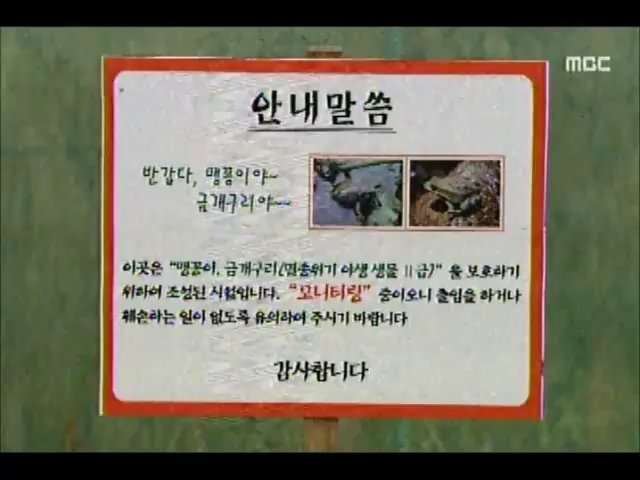 MBC
안내말씀
반갑다, 맹꽁이야~
금개구리야~
이곳은 "맹꽁이, 금개구리(멸종위기 야생 생물 Ⅱ급)" 을 보호하기
위하여 조성된 시험입니다. "모니터링" 중이오니 출입을 하거나
훼손하는 일이 없도록 유의하여 주시기 바랍니다
감사합니다